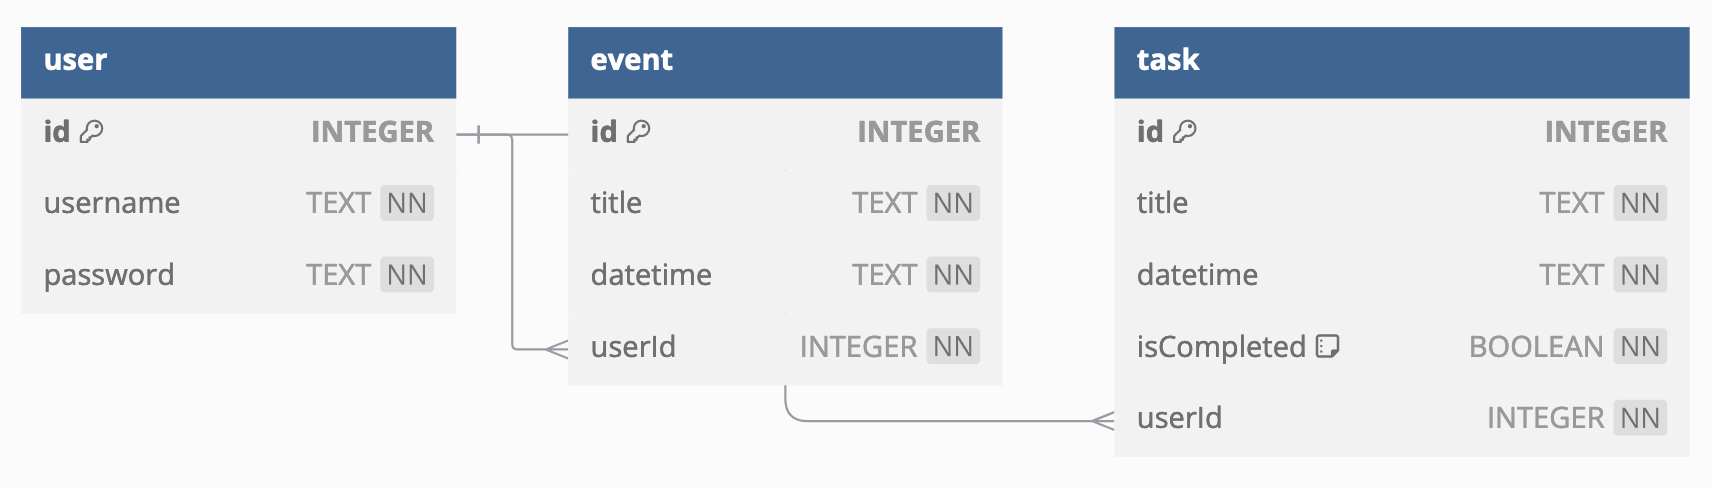 user
id INTEGER
username TEXT NN
password TEXT NN
event
id INTEGER
title TEXT NN
datetime TEXT NN
userId INTEGER NN
task
id INTEGER
title TEXT NN
datetime TEXT NN
isCompleted BOOLEAN NN
userId INTEGER NN